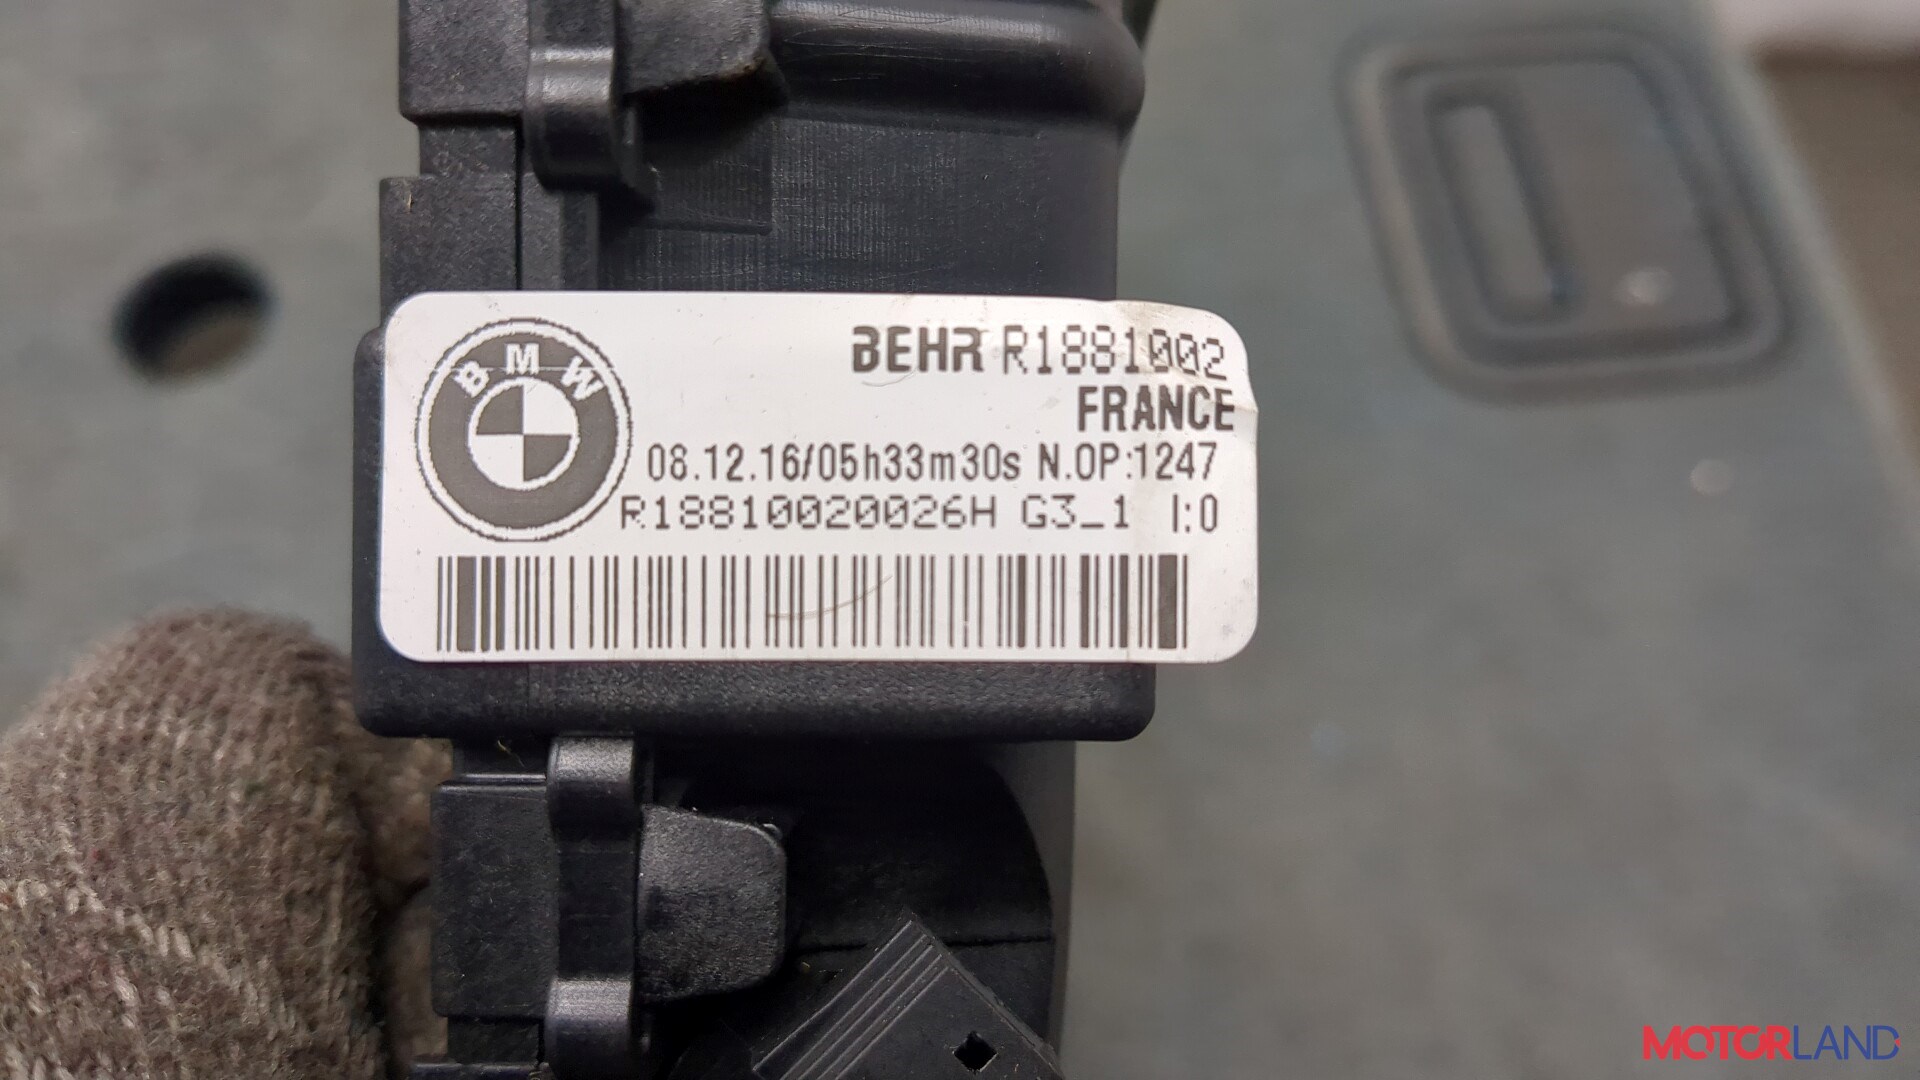 BMW
BEHR R1881002
FRANCE
08.12.16/05h33m30s N.OP:1247
R18810020026H G3_1 I:0
MOTORLAND